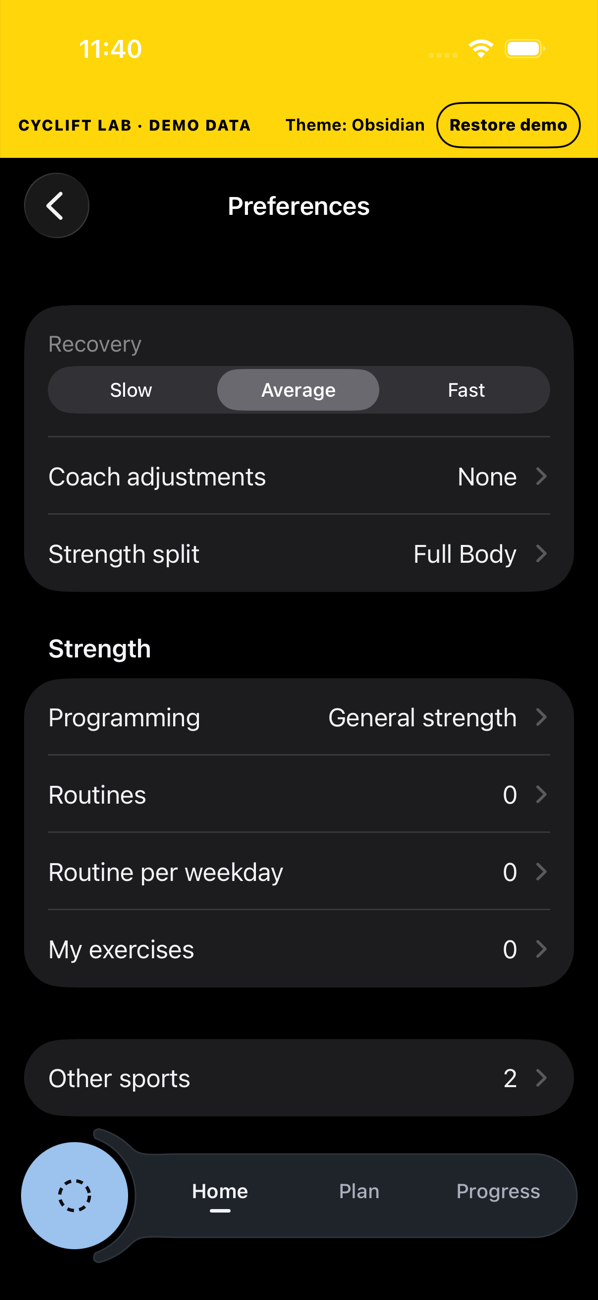 11:40
CYCLIFT LAB · DEMO DATA Theme: Obsidian Restore demo
Preferences
Recovery
Slow Average Fast
Coach adjustments None
Strength split Full Body
Strength
Programming General strength
Routines 0
Routine per weekday 0
My exercises 0
Other sports 2
Home Plan Progress